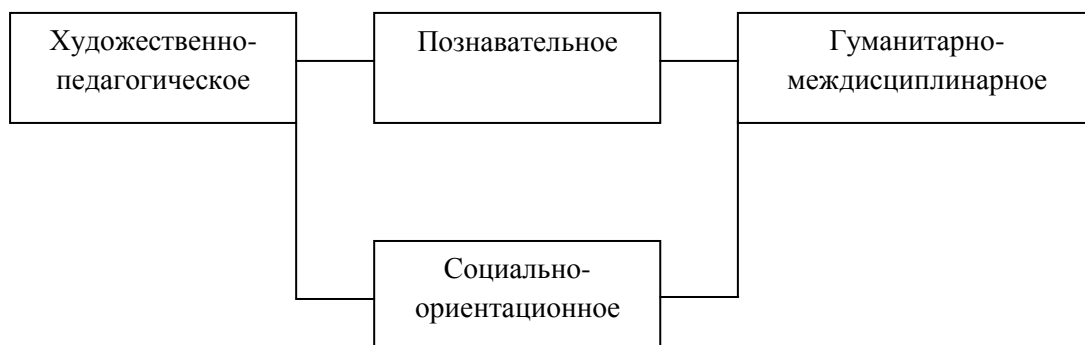 Художественно-
педагогическое
Познавательное
Гуманитарно-
междисциплинарное
Социально-
ориентационное